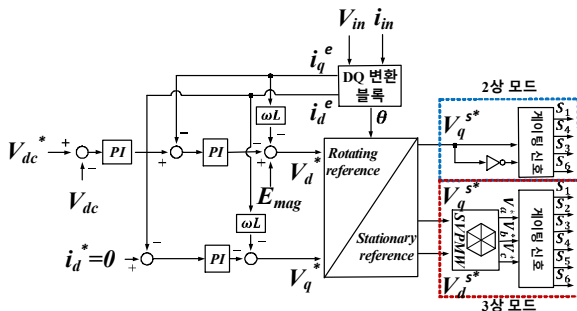 V_in i_in
2상 모드
i_q^e
DQ 변환
블록
i_d^e
ωL
θ
V_q^s*
게이팅 신호
S_1
S_4
S_3
S_6
V_dc^*
+
−
PI
−
+
PI
−
+
−
+
V_dc
V_d^*
E_mag
Rotating
reference
ωL
V_q^s*
SVPMW
V_a^*
V_b^*
V_c^*
게이팅 신호
S_1
S_2
S_3
S_4
S_5
S_6
i_d^*=0
−
+
PI
−
−
V_q^*
Stationary
reference
V_d^s*
3상 모드